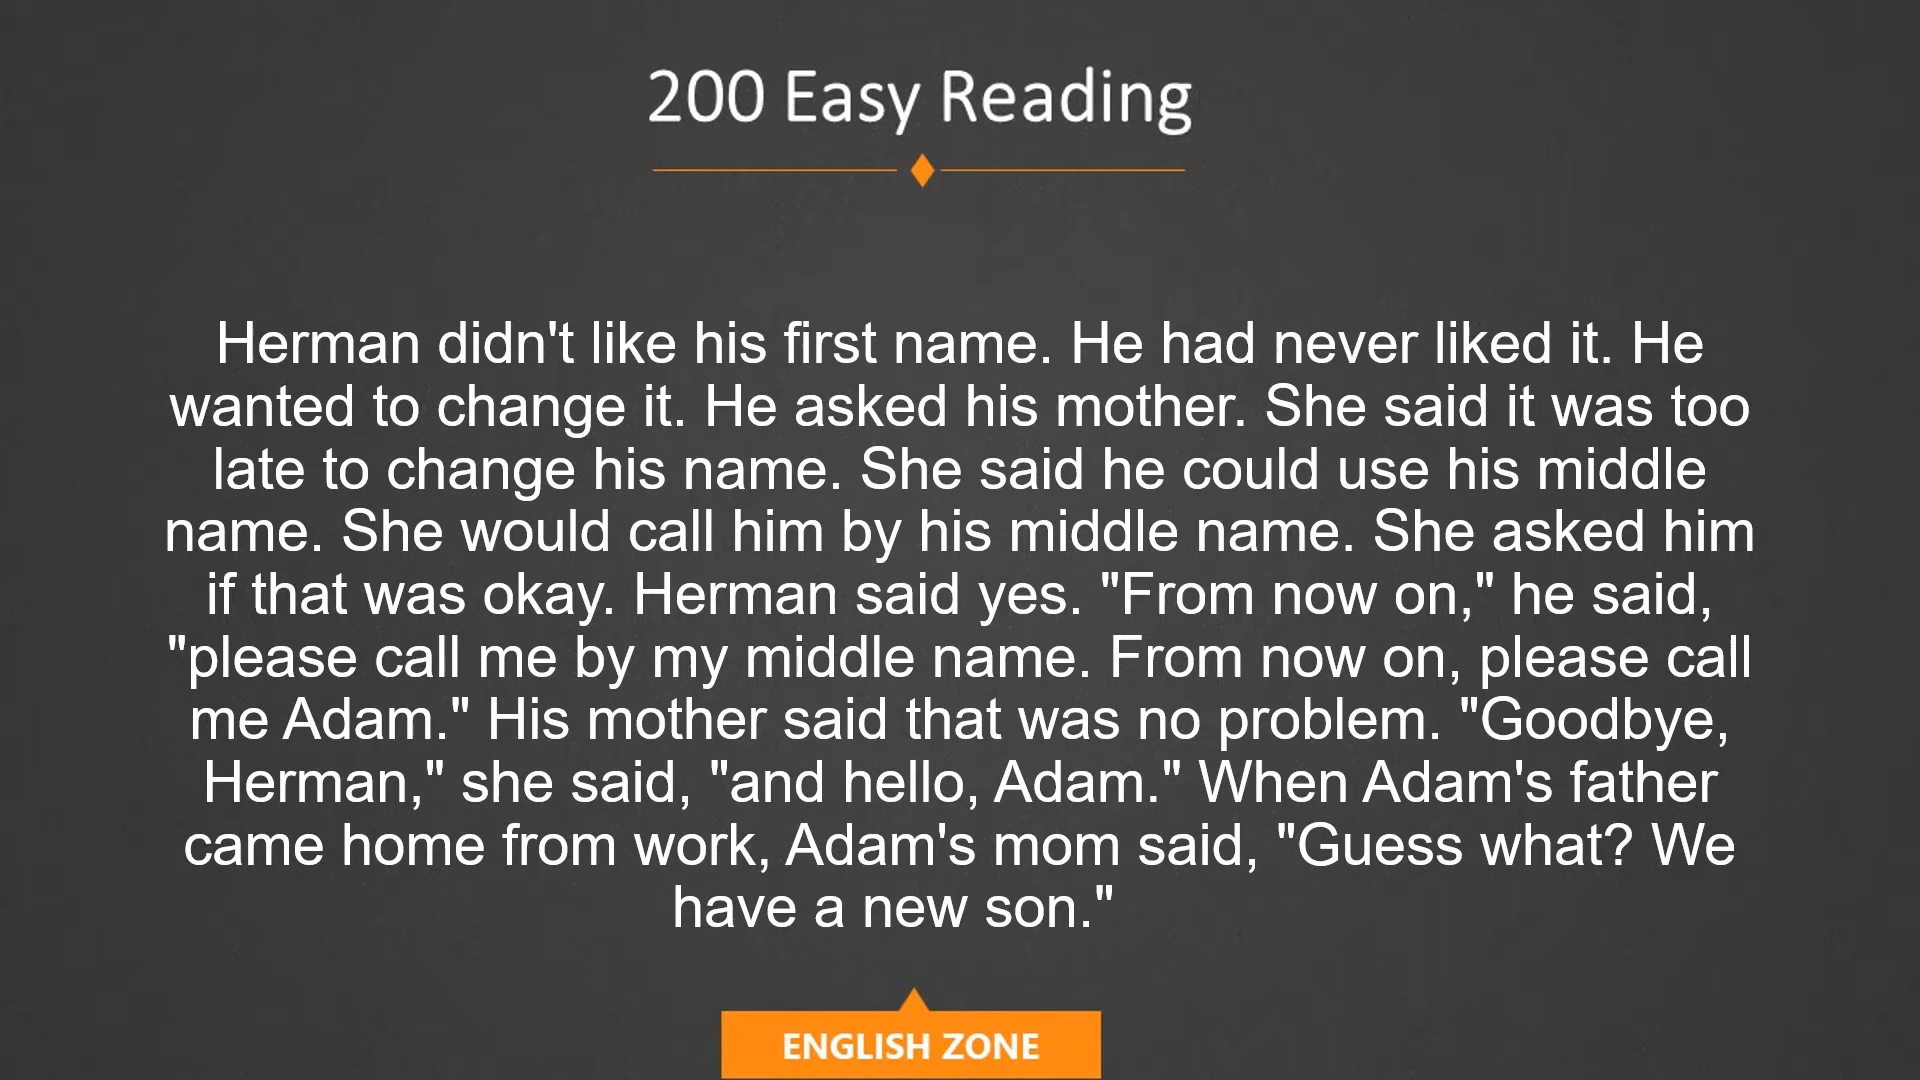 200 Easy Reading
Herman didn't like his first name. He had never liked it. He
wanted to change it. He asked his mother. She said it was too
late to change his name. She said he could use his middle
name. She would call him by his middle name. She asked him
if that was okay. Herman said yes. "From now on," he said,
"please call me by my middle name. From now on, please call
me Adam." His mother said that was no problem. "Goodbye,
Herman," she said, "and hello, Adam." When Adam's father
came home from work, Adam's mom said, "Guess what? We
have a new son."
ENGLISH ZONE